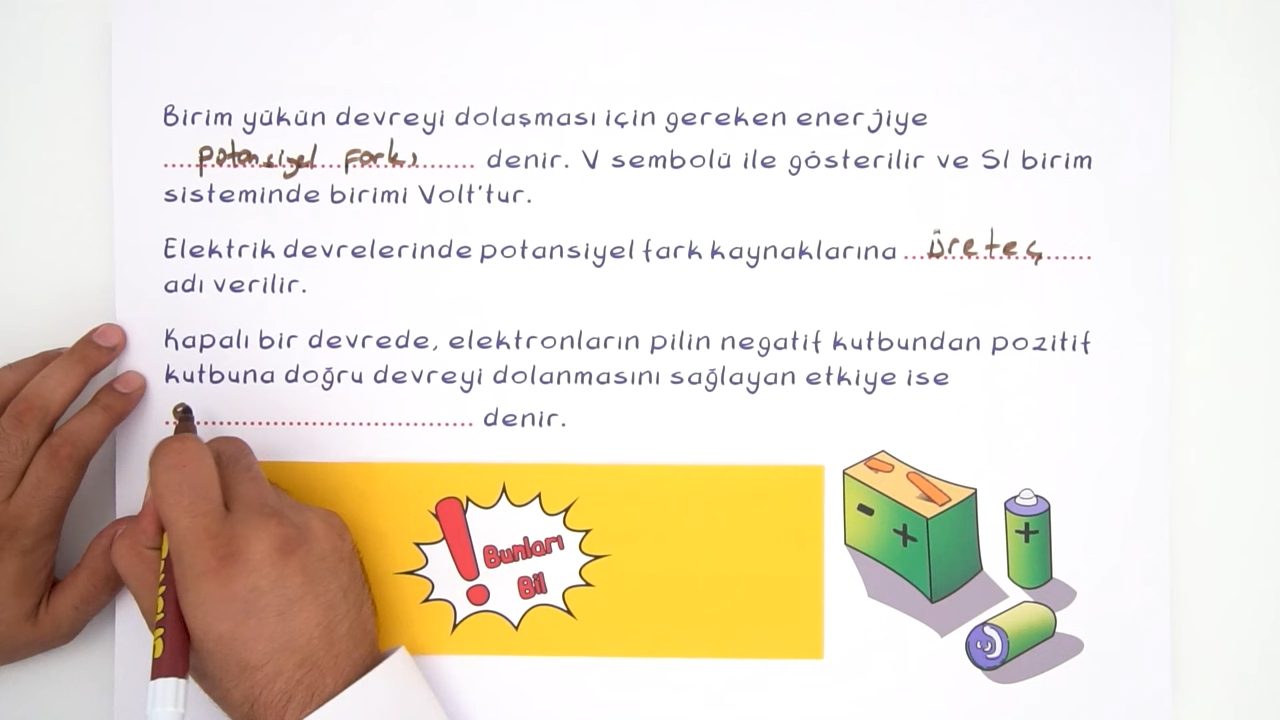 Birim yükün devreyi dolaşması için gereken enerjiye
potansiyel farkı denir. V sembolü ile gösterilir ve SI birim
sisteminde birimi Volt'tur.
Elektrik devrelerinde potansiyel fark kaynaklarına üreteç
adı verilir.
Kapalı bir devrede, elektronların pilin negatif kutbundan pozitif
kutbuna doğru devreyi dolanmasını sağlayan etkiye ise
denir.
Bunları
Bil